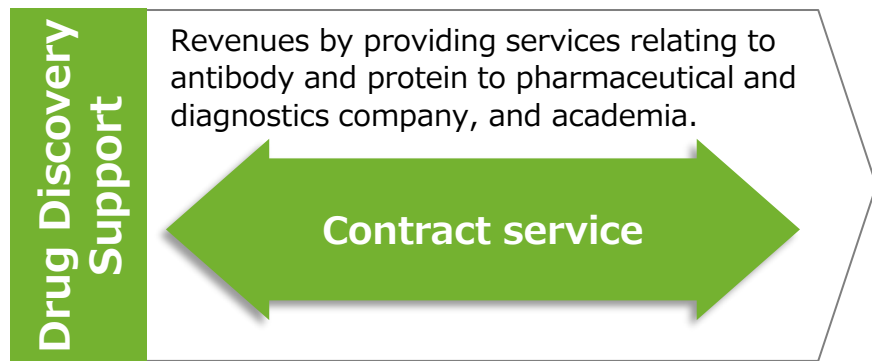 Drug Discovery
Support
Revenues by providing services relating to
antibody and protein to pharmaceutical and
diagnostics company, and academia.
Contract service